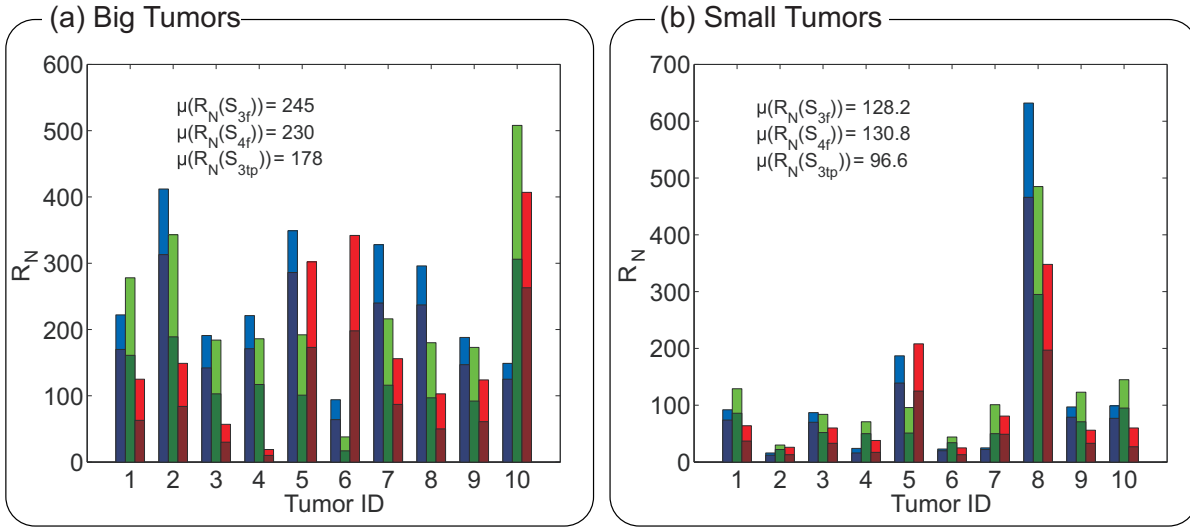 (a) Big Tumors
600
500
400
300
200
100
0
R_N
μ(R_N(S_3f)) = 245
μ(R_N(S_4f)) = 230
μ(R_N(S_3tp)) = 178
1 2 3 4 5 6 7 8 9 10
Tumor ID
(b) Small Tumors
700
600
500
400
300
200
100
0
R_N
μ(R_N(S_3f)) = 128.2
μ(R_N(S_4f)) = 130.8
μ(R_N(S_3tp)) = 96.6
1 2 3 4 5 6 7 8 9 10
Tumor ID